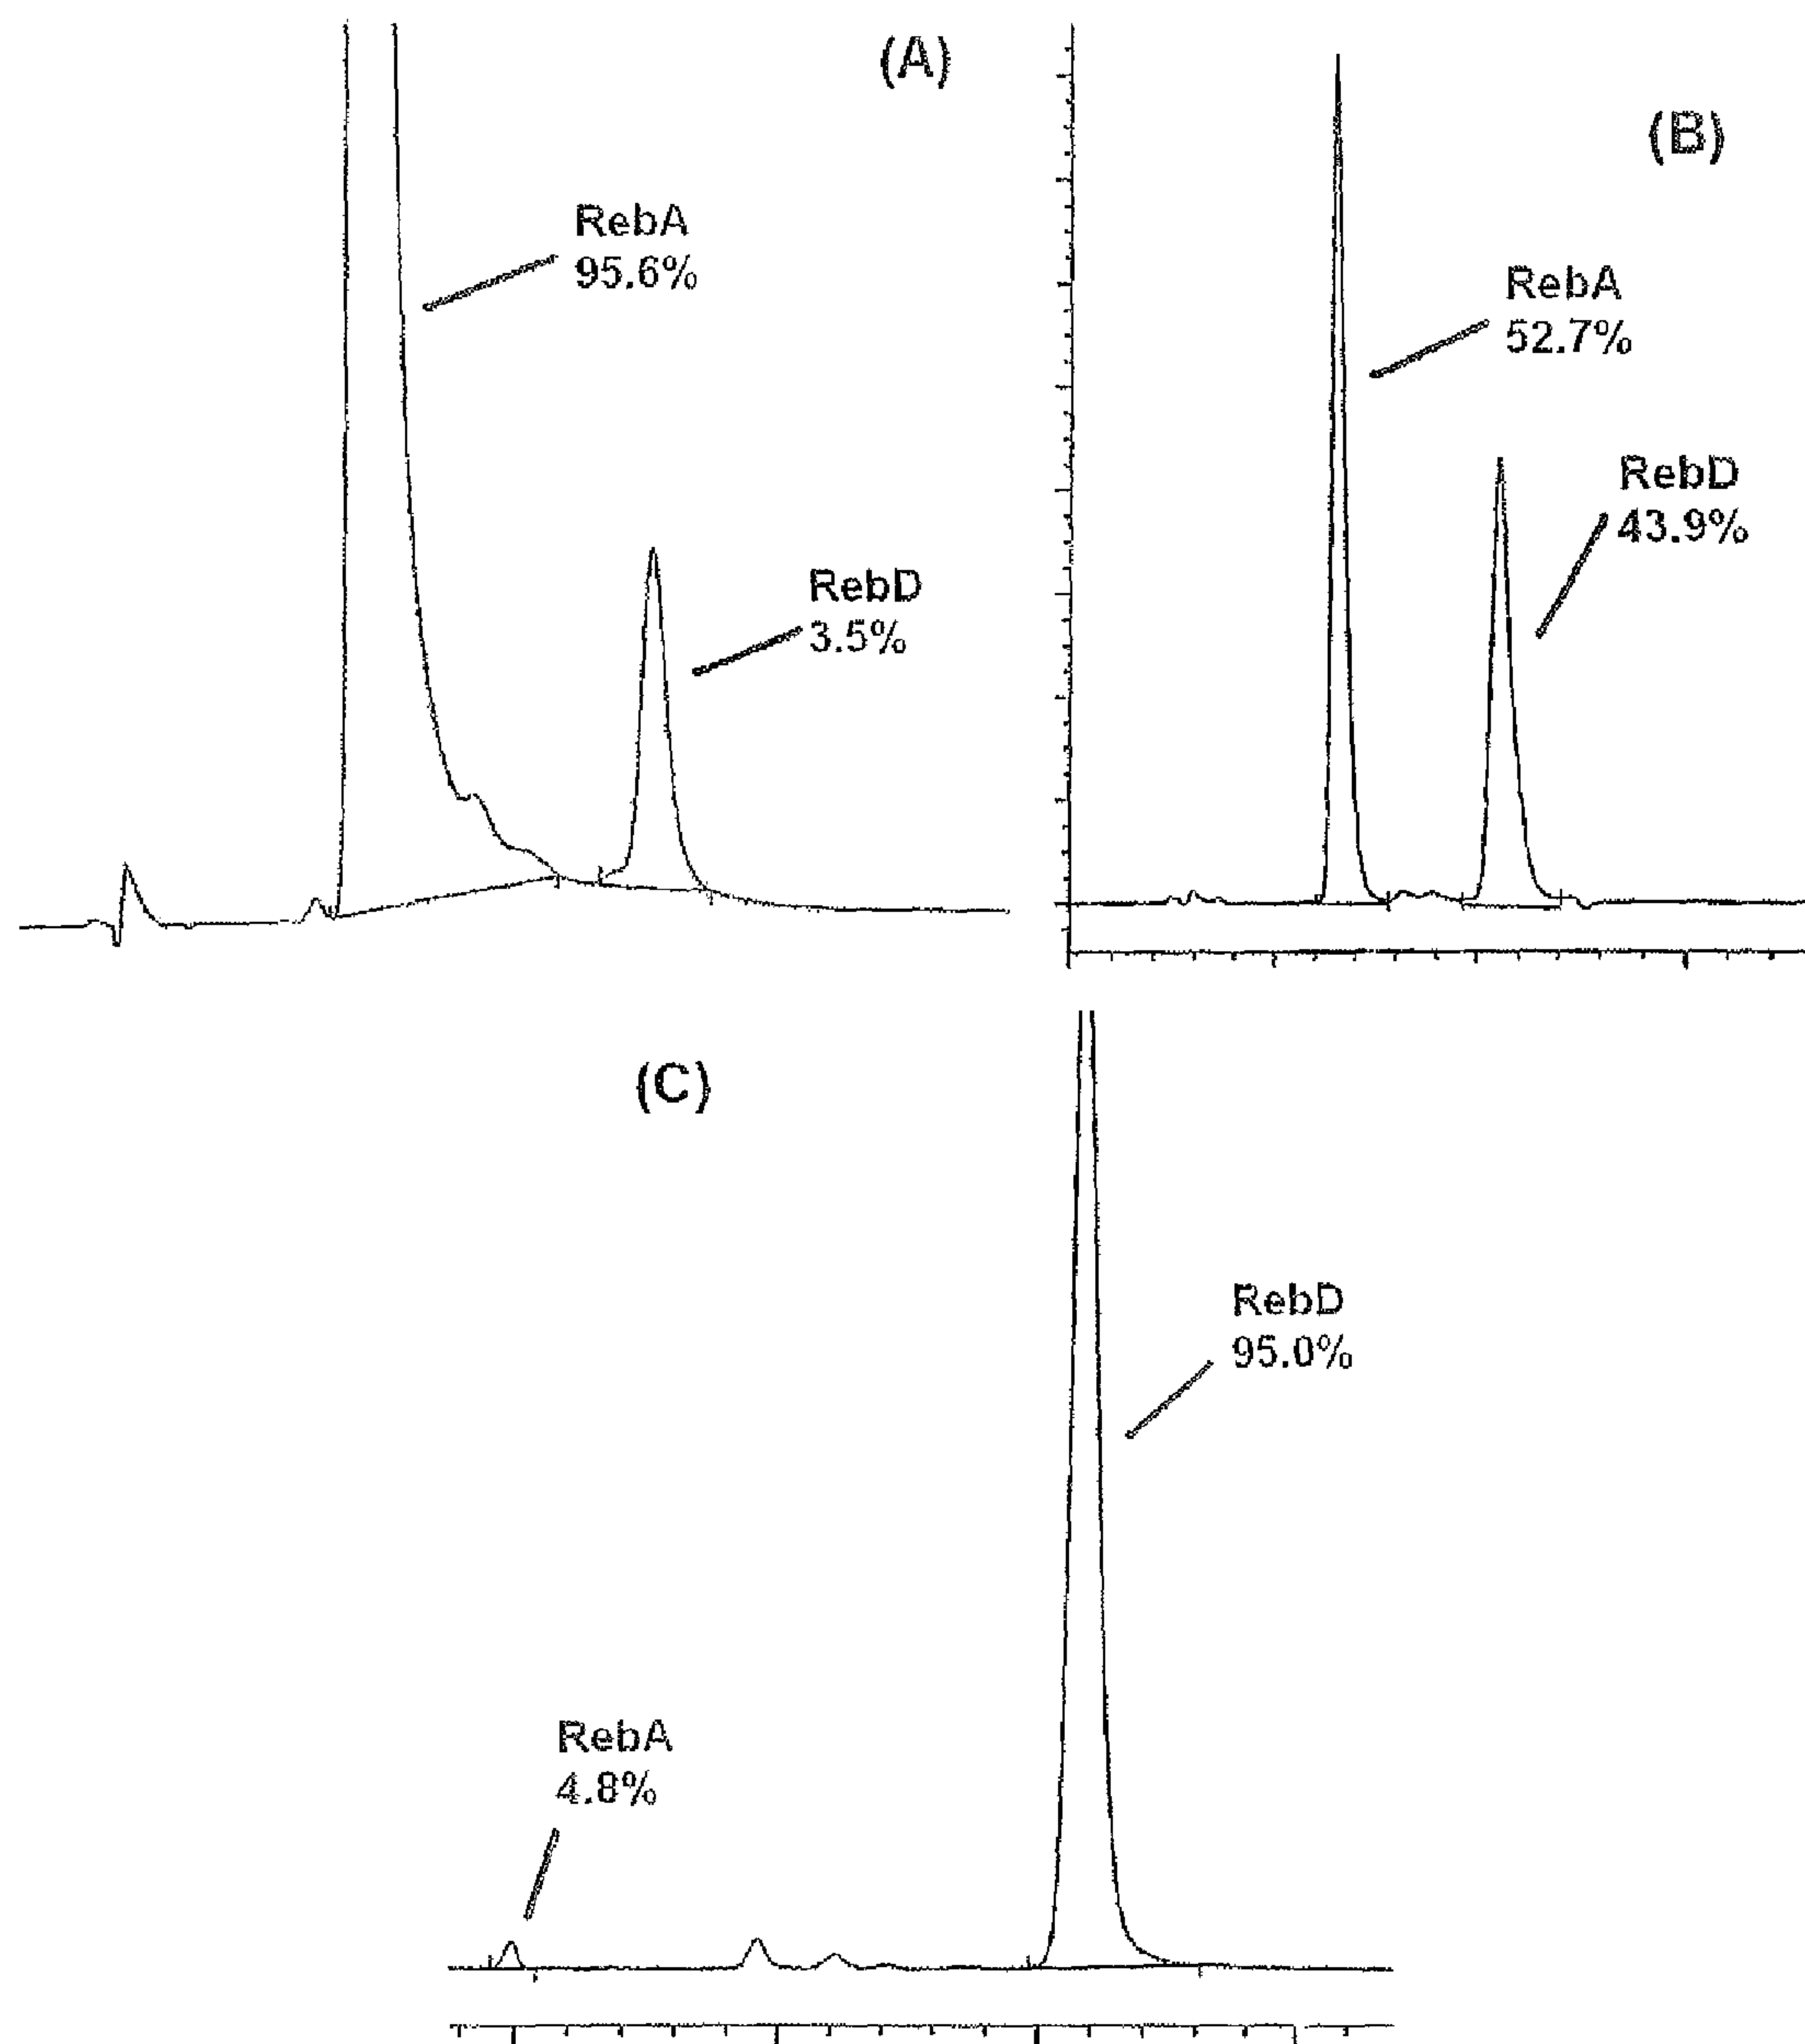 (A)
RebA
95.6%
RebD
3.5%
(B)
RebA
52.7%
RebD
43.9%
(C)
RebD
95.0%
RebA
4.8%